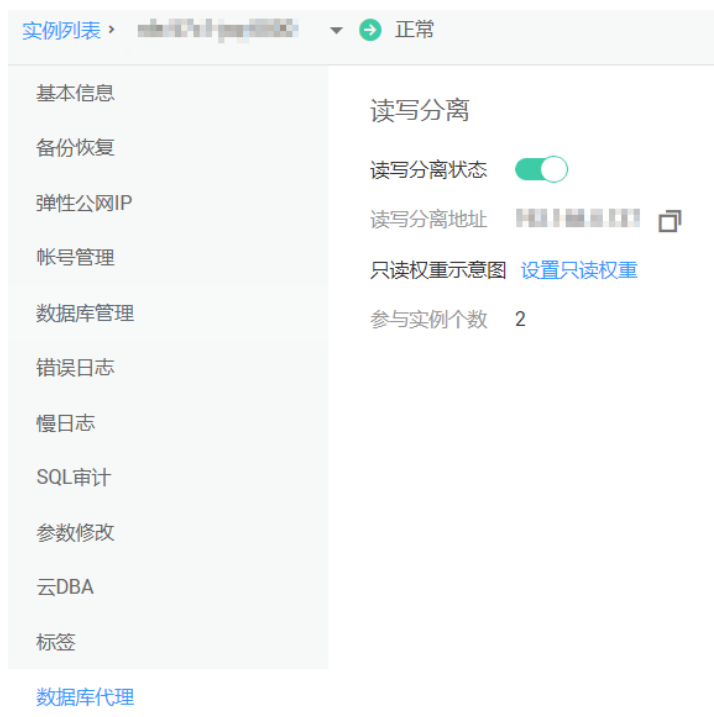 实例列表 ›
正常
基本信息
备份恢复
弹性公网IP
帐号管理
数据库管理
错误日志
慢日志
SQL审计
参数修改
云DBA
标签
数据库代理
读写分离
读写分离状态
读写分离地址
只读权重示意图 设置只读权重
参与实例个数 2